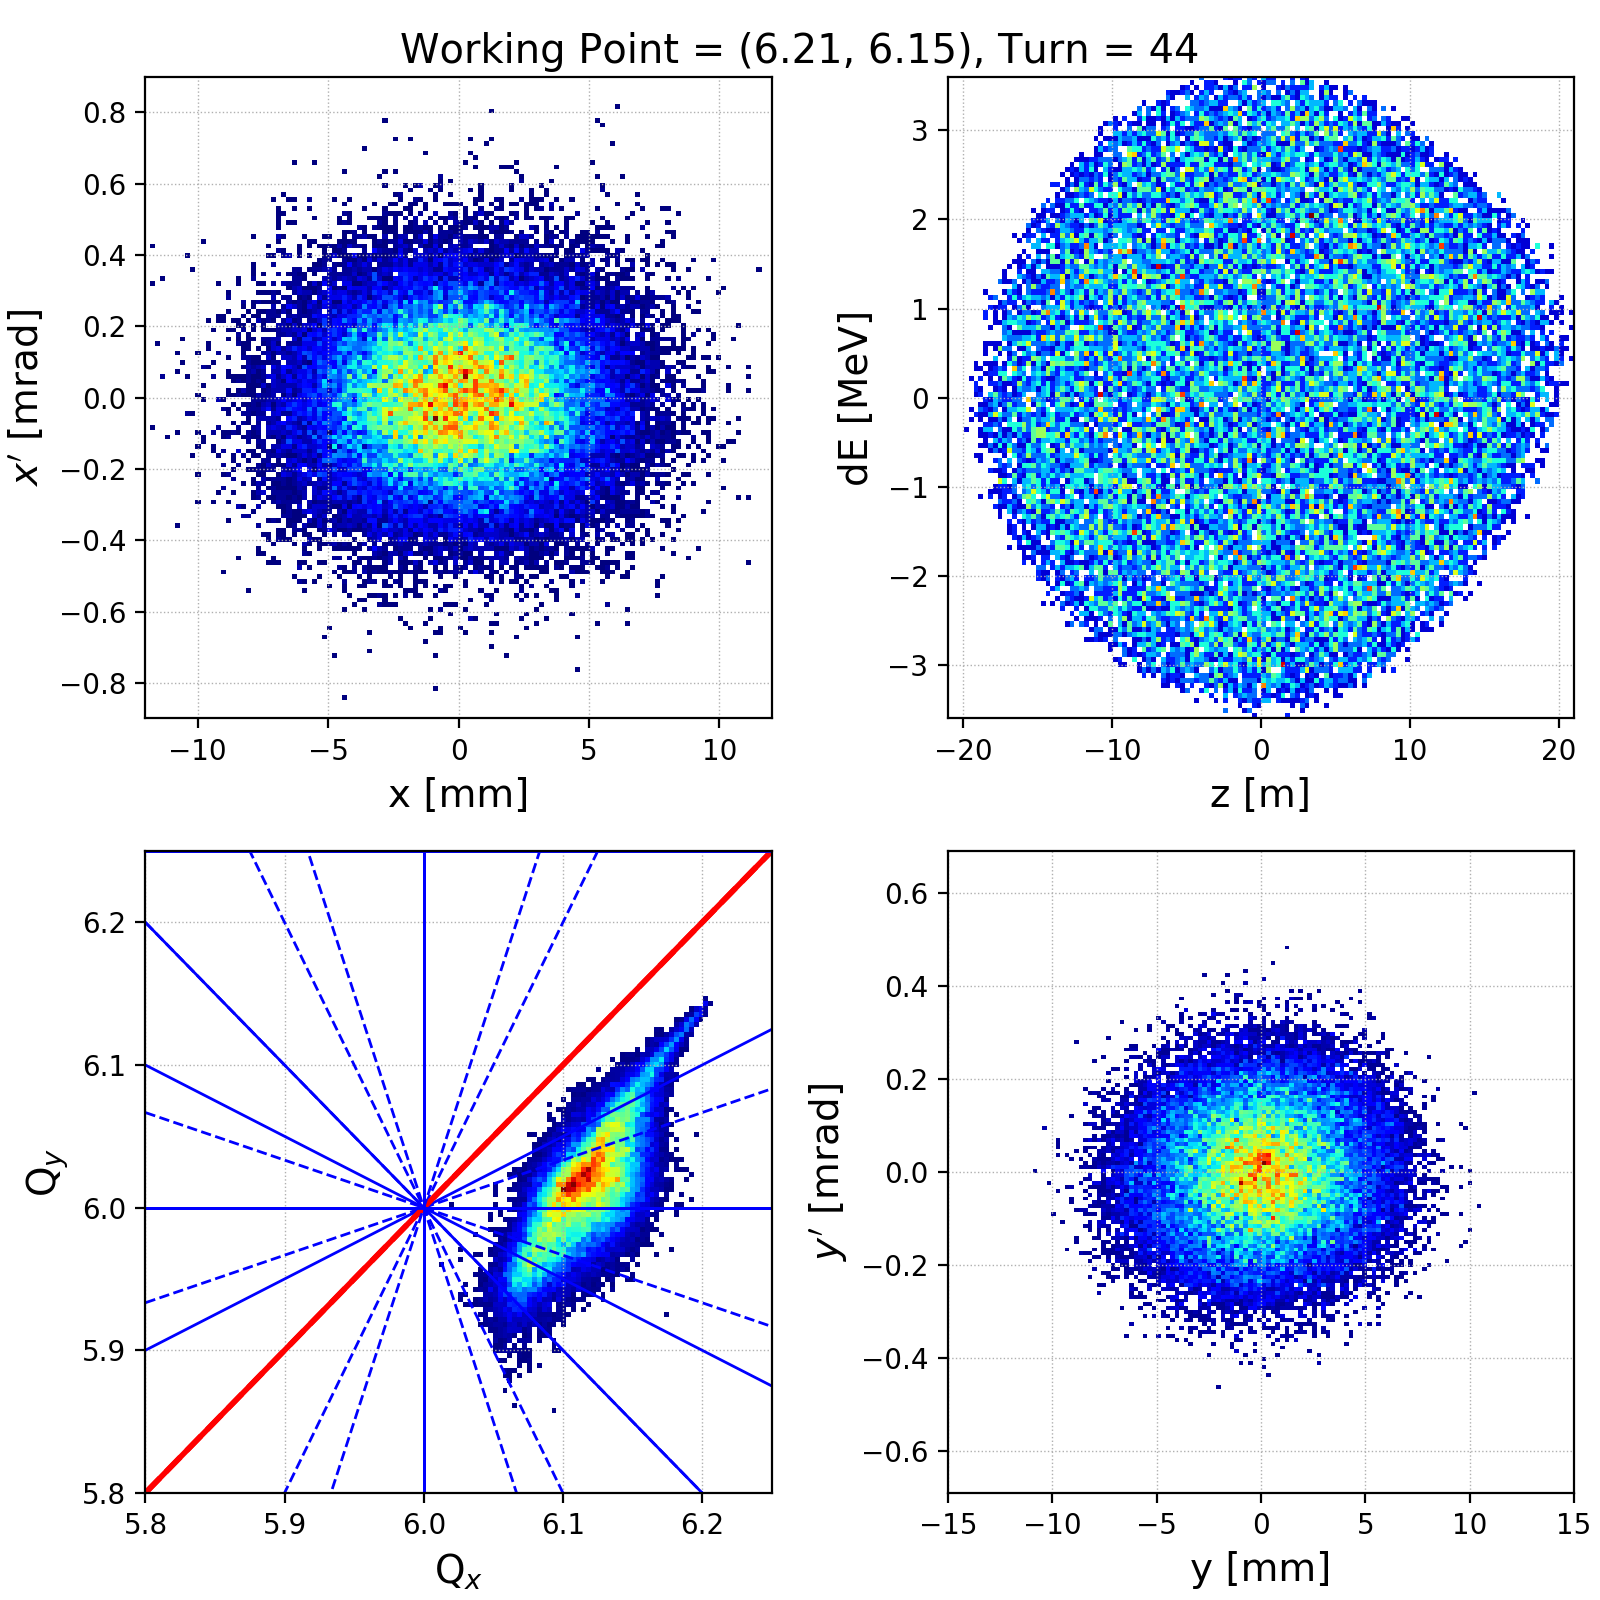 Working Point = (6.21, 6.15), Turn = 44
0.8
0.6
0.4
0.2
0.0
−0.2
−0.4
−0.6
−0.8
x′ [mrad]
−10 −5 0 5 10
x [mm]
3
2
1
0
−1
−2
−3
dE [MeV]
−20 −10 0 10 20
z [m]
6.2
6.1
6.0
5.9
5.8
Qy
5.8 5.9 6.0 6.1 6.2
Qx
0.6
0.4
0.2
0.0
−0.2
−0.4
−0.6
y′ [mrad]
−15 −10 −5 0 5 10 15
y [mm]